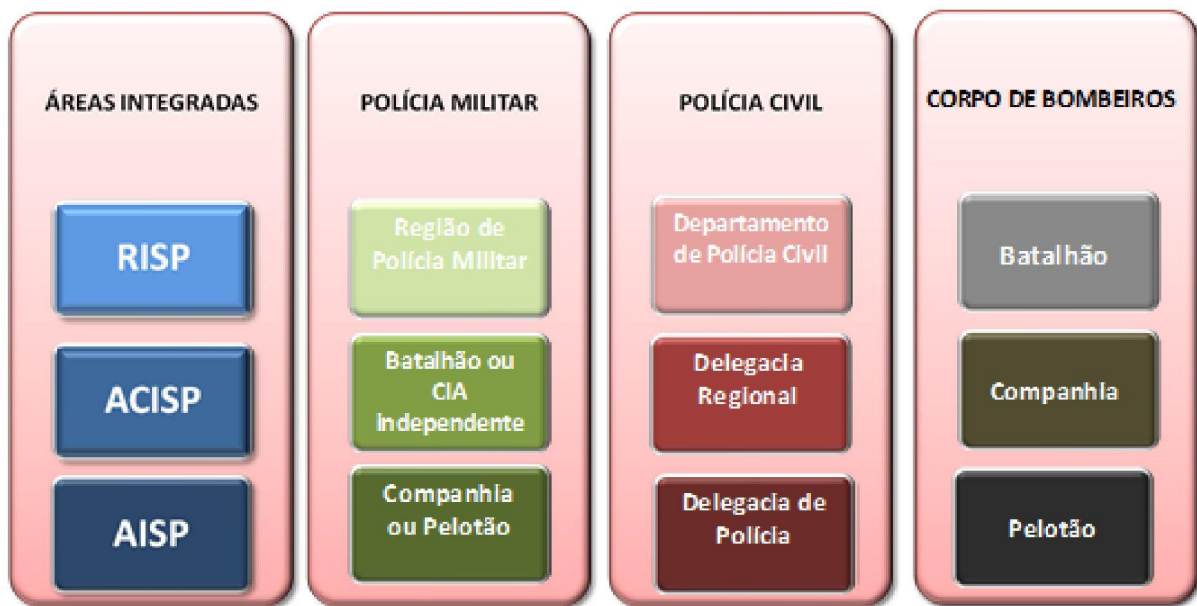 ÁREAS INTEGRADAS
RISP
ACISP
AISP
POLÍCIA MILITAR
Região de
Polícia Militar
Batalhão ou
CIA
independente
Companhia
ou Pelotão
POLÍCIA CIVIL
Departamento
de Polícia Civil
Delegacia
Regional
Delegacia de
Polícia
CORPO DE BOMBEIROS
Batalhão
Companhia
Pelotão